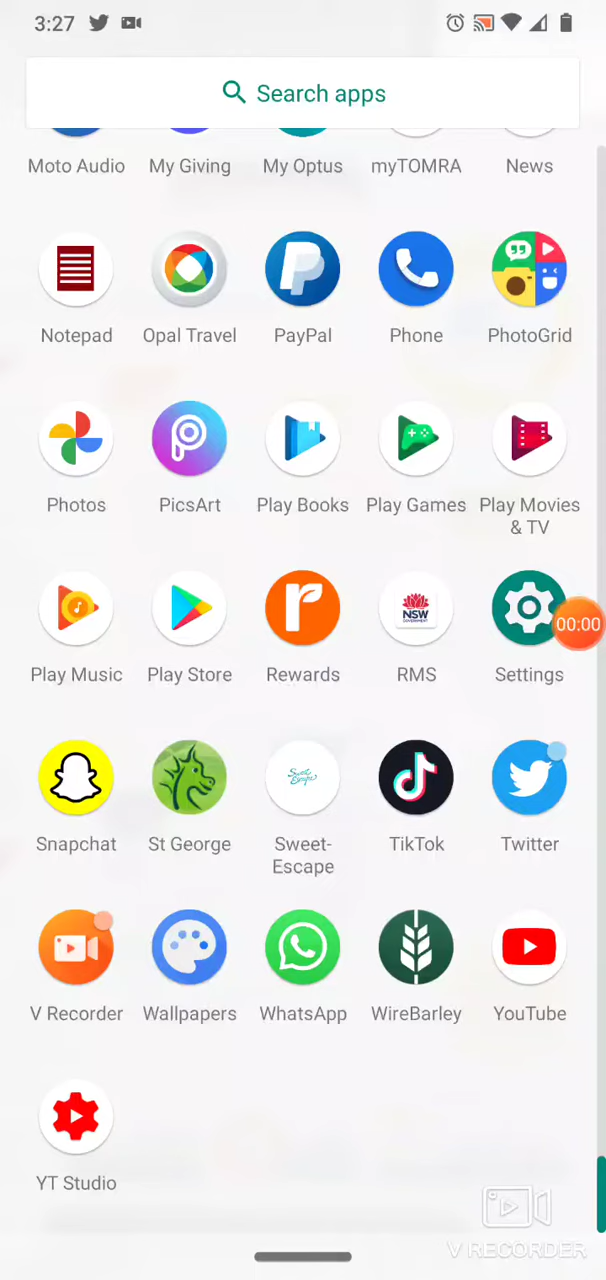 3:27
Search apps
Moto Audio My Giving My Optus myTOMRA News
Notepad Opal Travel PayPal Phone PhotoGrid
Photos PicsArt Play Books Play Games Play Movies & TV
Play Music Play Store Rewards RMS Settings
NSW
GOVERNMENT
00:00
Snapchat St George Sweet-Escape TikTok Twitter
Sweet Escape
V Recorder Wallpapers WhatsApp WireBarley YouTube
YT Studio
V RECORDER